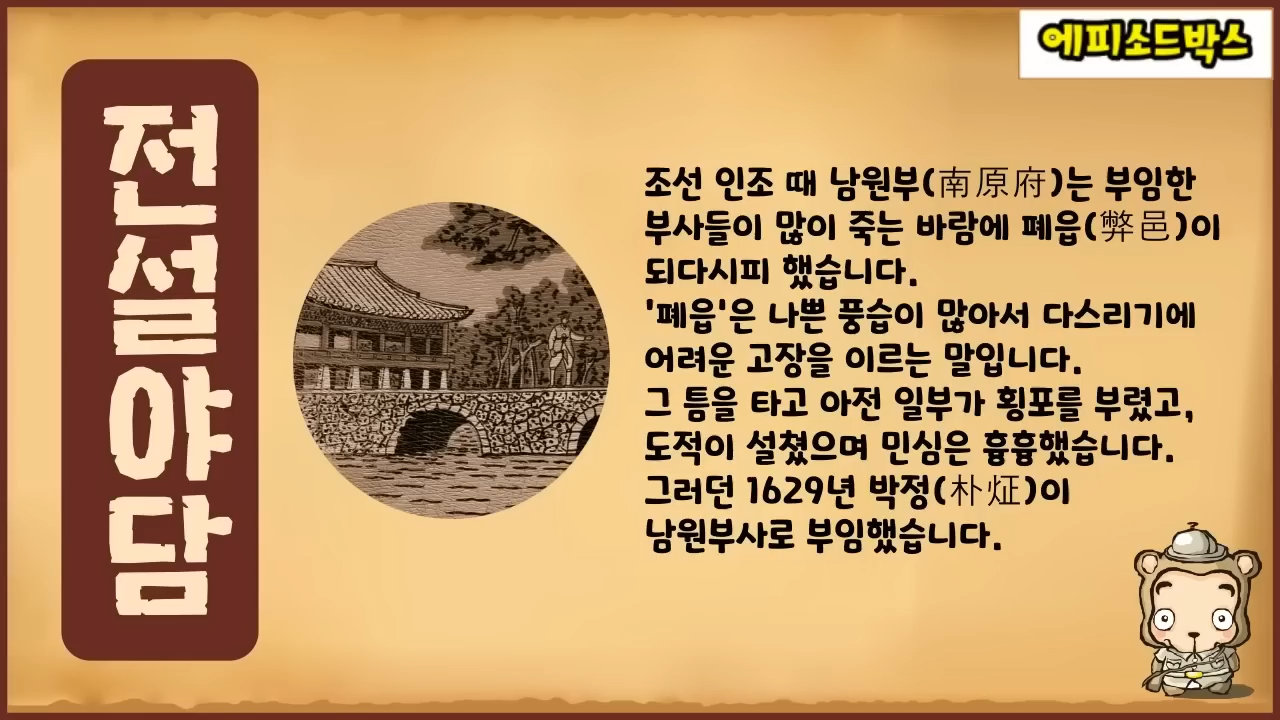 에피소드박스
전설야담
조선 인조 때 남원부(南原府)는 부임한
부사들이 많이 죽는 바람에 폐읍(弊邑)이
되다시피 했습니다.
'폐읍'은 나쁜 풍습이 많아서 다스리기에
어려운 고장을 이르는 말입니다.
그 틈을 타고 아전 일부가 횡포를 부렸고,
도적이 설쳤으며 민심은 흉흉했습니다.
그러던 1629년 박정(朴炡)이
남원부사로 부임했습니다.